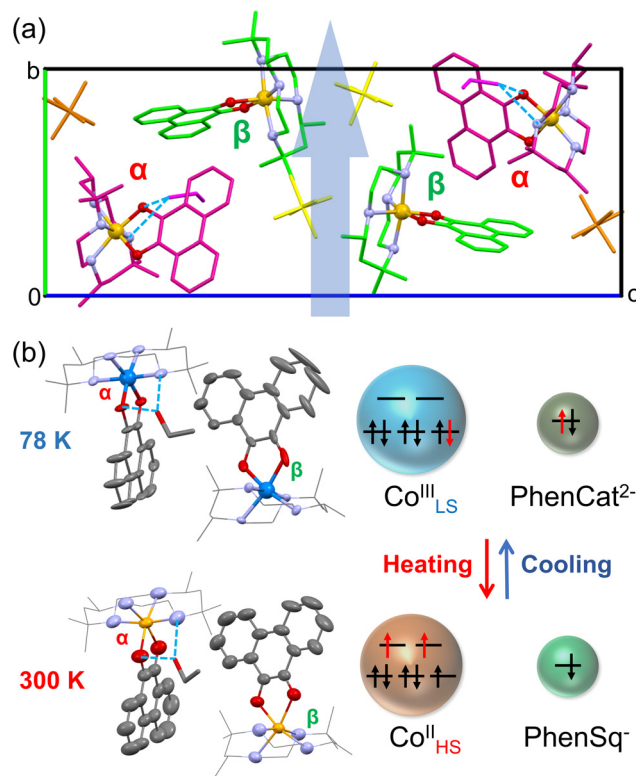 (a)
b
β
α
β
α
0
c
(b)
α
78 K
β
Co^III_LS
PhenCat^2-
Heating
Cooling
α
300 K
β
Co^II_HS
PhenSq^-